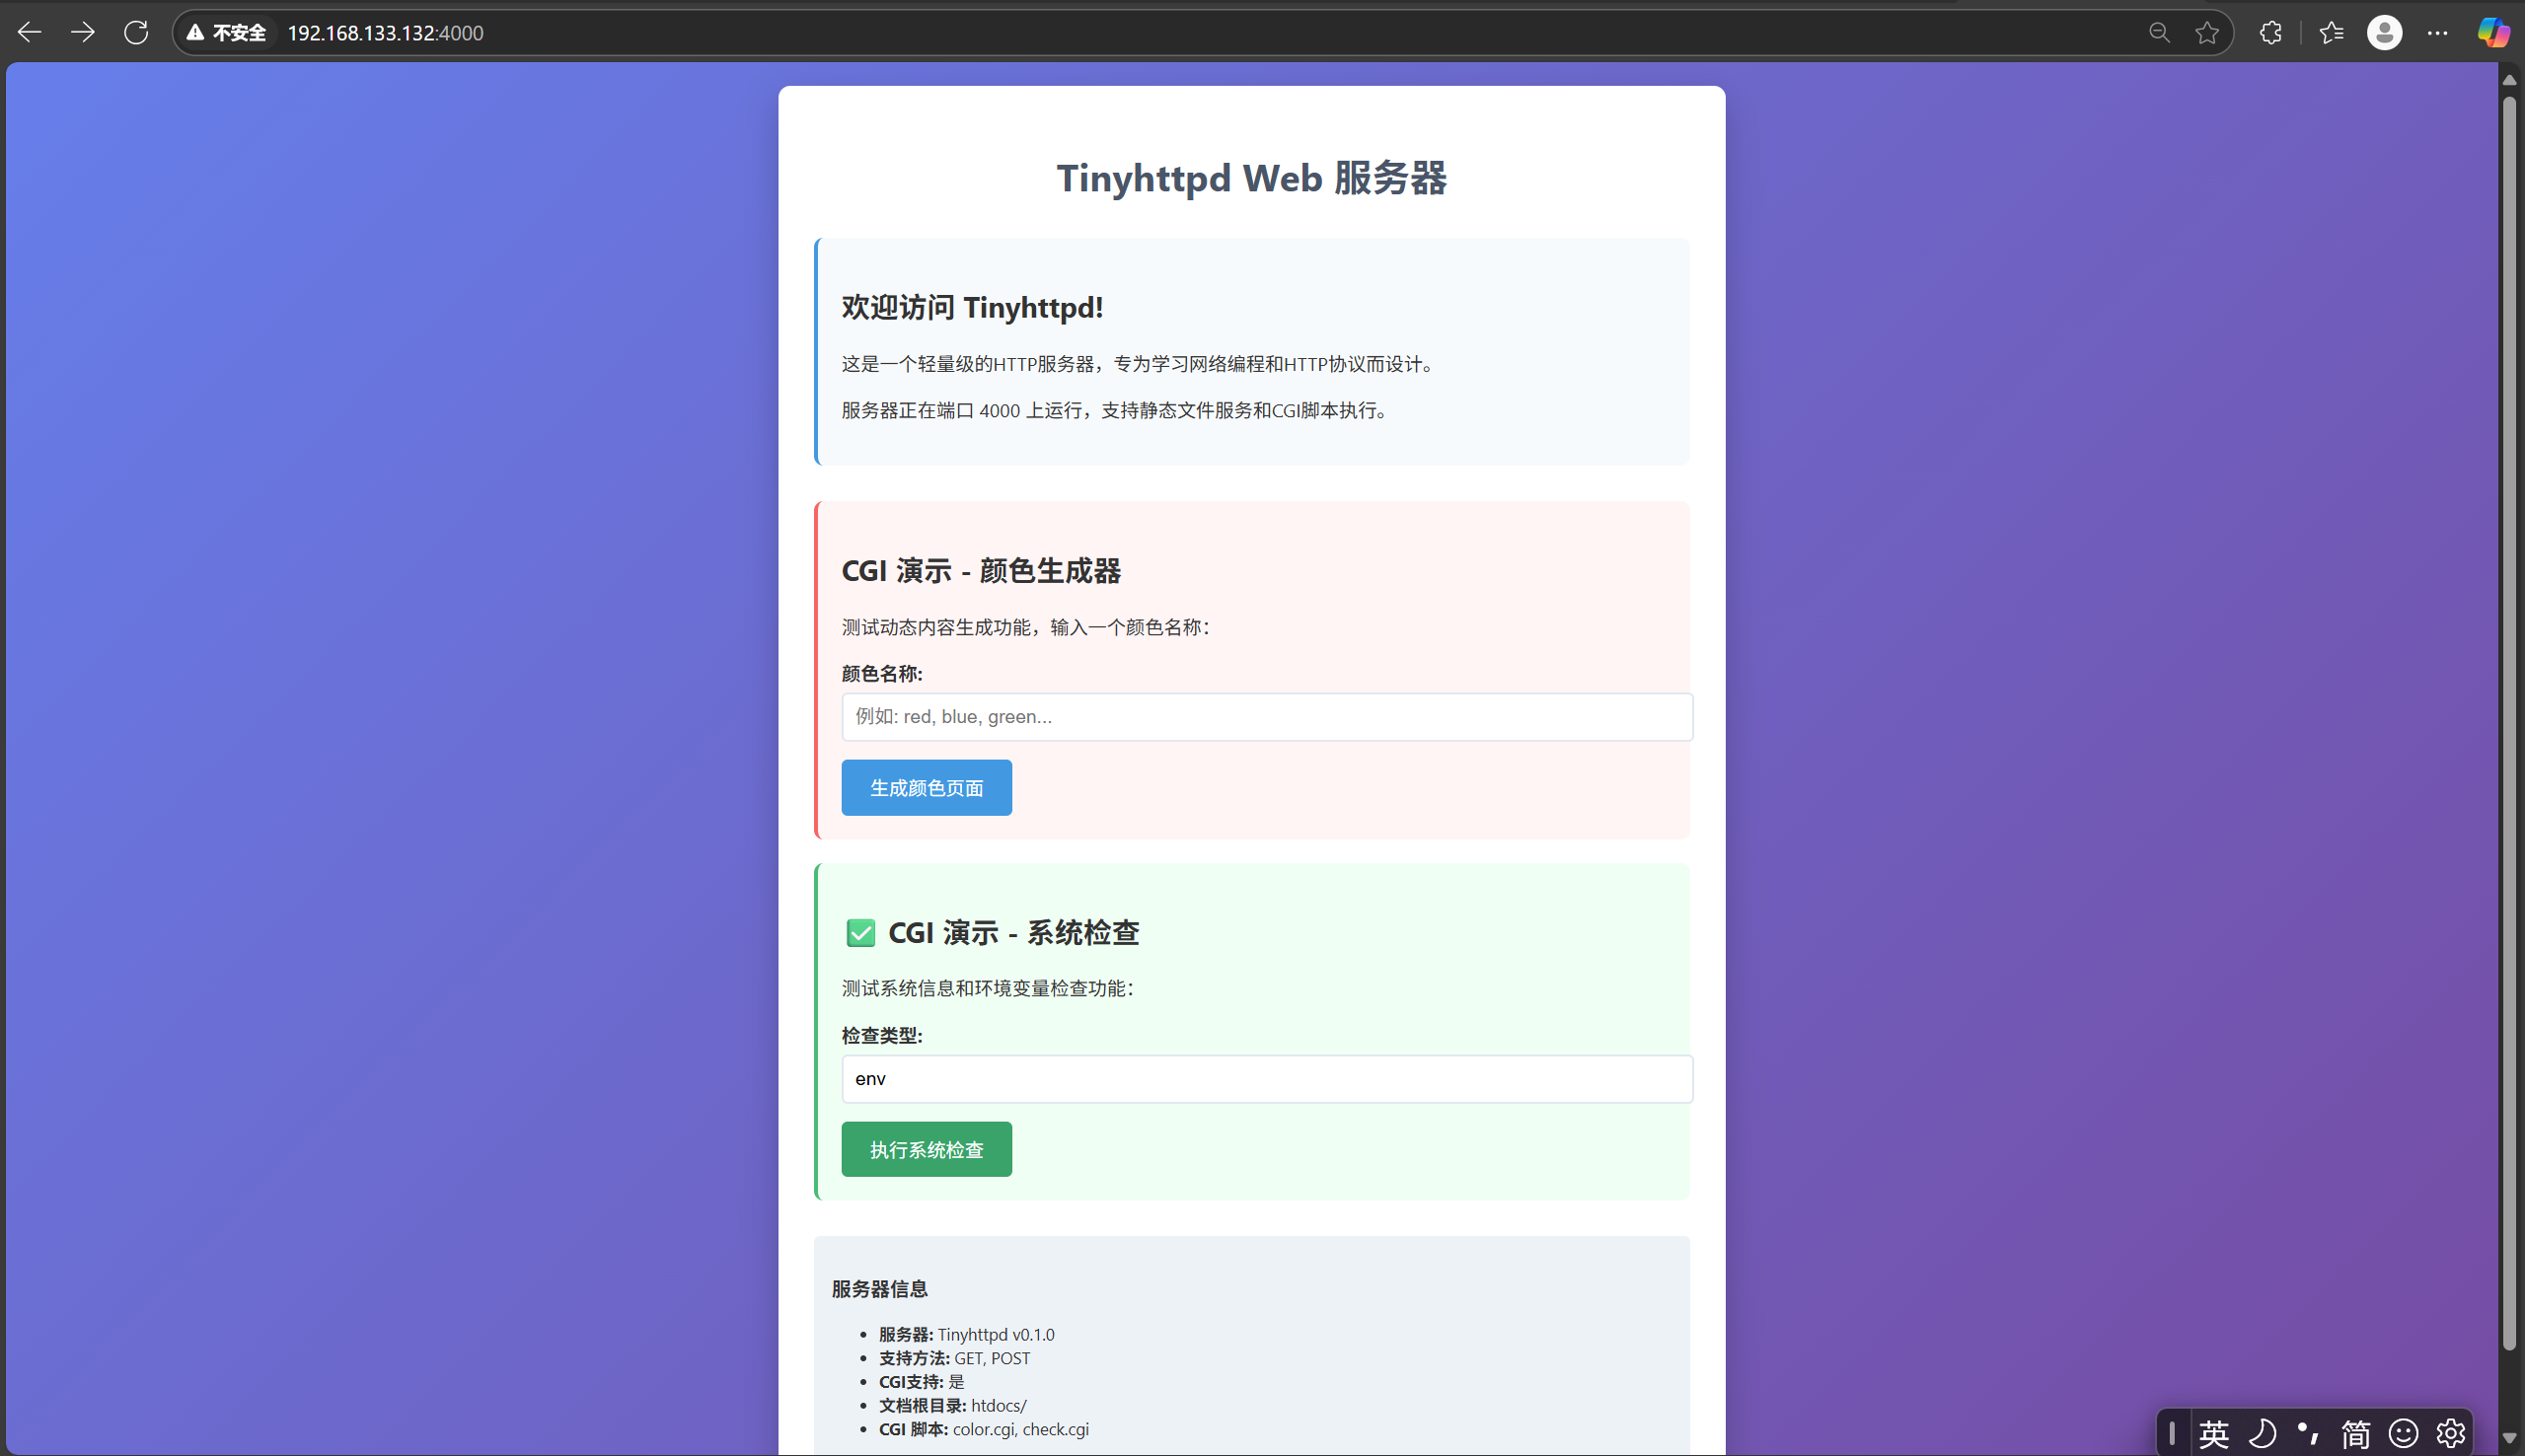 不安全 192.168.133.132:4000
Tinyhttpd Web 服务器
欢迎访问 Tinyhttpd!
这是一个轻量级的HTTP服务器，专为学习网络编程和HTTP协议而设计。
服务器正在端口 4000 上运行，支持静态文件服务和CGI脚本执行。
CGI 演示 - 颜色生成器
测试动态内容生成功能，输入一个颜色名称：
颜色名称:
例如: red, blue, green...
生成颜色页面
✅ CGI 演示 - 系统检查
测试系统信息和环境变量检查功能：
检查类型:
env
执行系统检查
服务器信息
• 服务器: Tinyhttpd v0.1.0
• 支持方法: GET, POST
• CGI支持: 是
• 文档根目录: htdocs/
• CGI 脚本: color.cgi, check.cgi
英 简